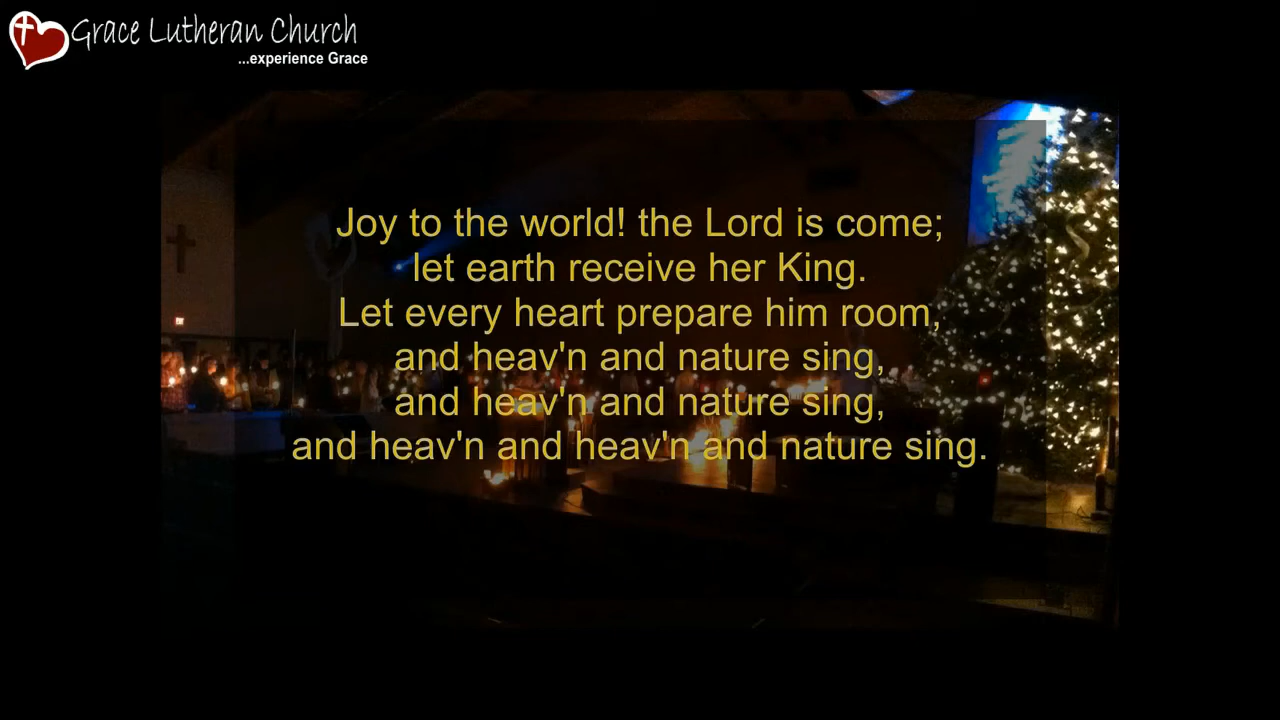 Grace Lutheran Church
...experience Grace
Joy to the world! the Lord is come;
let earth receive her King.
Let every heart prepare him room,
and heav'n and nature sing,
and heav'n and nature sing,
and heav'n and heav'n and nature sing.